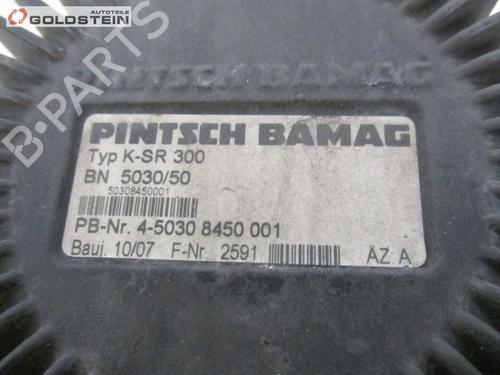 AUTOTEILE
GOLDSTEIN
B-PARTS
PINTSCH BAMAG
PINTSCH BAMAG
Typ K-SR 300
BN 5030/50
50308450001
PB-Nr. 4-5030 8450 001
Bauj. 10/07 F-Nr. 2591 ÄZ: A